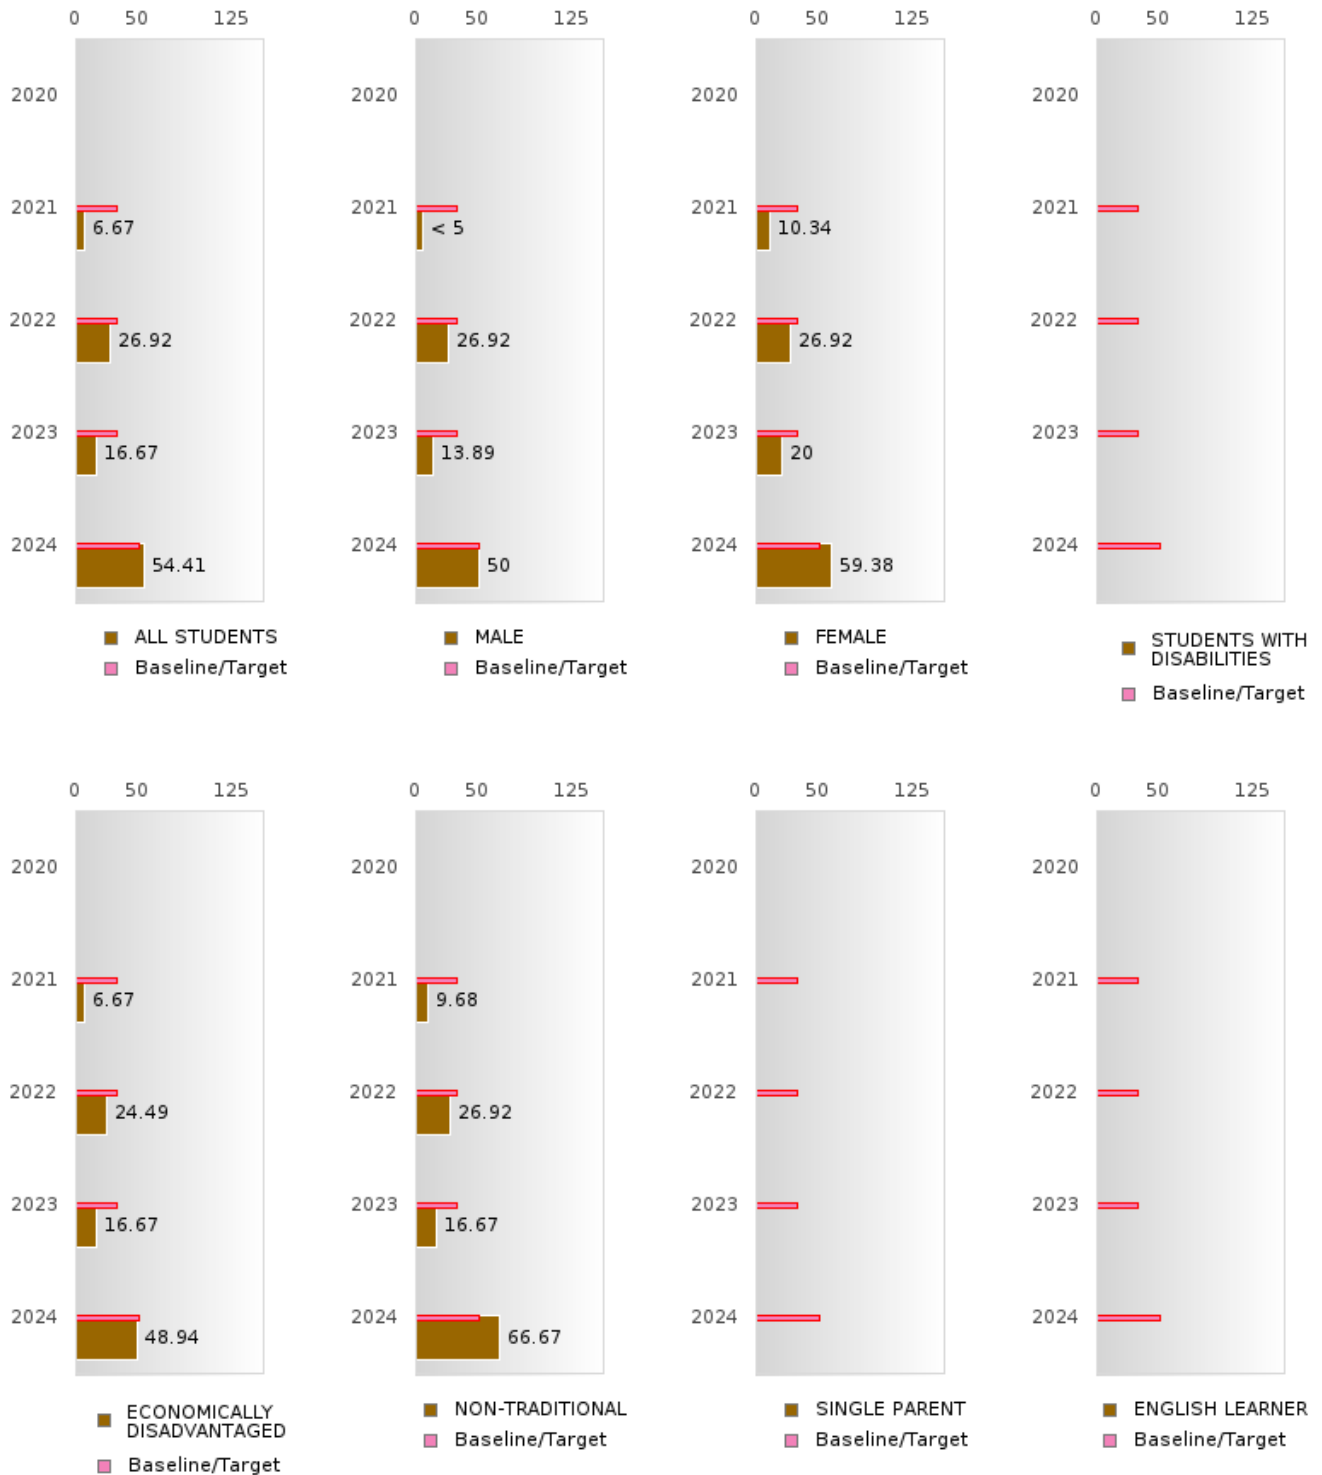 0 50 125
2020
2021
6.67
2022
26.92
2023
16.67
2024
54.41
ALL STUDENTS
Baseline/Target
0 50 125
2020
2021
< 5
2022
26.92
2023
13.89
2024
50
MALE
Baseline/Target
0 50 125
2020
2021
10.34
2022
26.92
2023
20
2024
59.38
FEMALE
Baseline/Target
0 50 125
2020
2021
2022
2023
2024
STUDENTS WITH
DISABILITIES
Baseline/Target
0 50 125
2020
2021
6.67
2022
24.49
2023
16.67
2024
48.94
ECONOMICALLY
DISADVANTAGED
Baseline/Target
0 50 125
2020
2021
9.68
2022
26.92
2023
16.67
2024
66.67
NON-TRADITIONAL
Baseline/Target
0 50 125
2020
2021
2022
2023
2024
SINGLE PARENT
Baseline/Target
0 50 125
2020
2021
2022
2023
2024
ENGLISH LEARNER
Baseline/Target